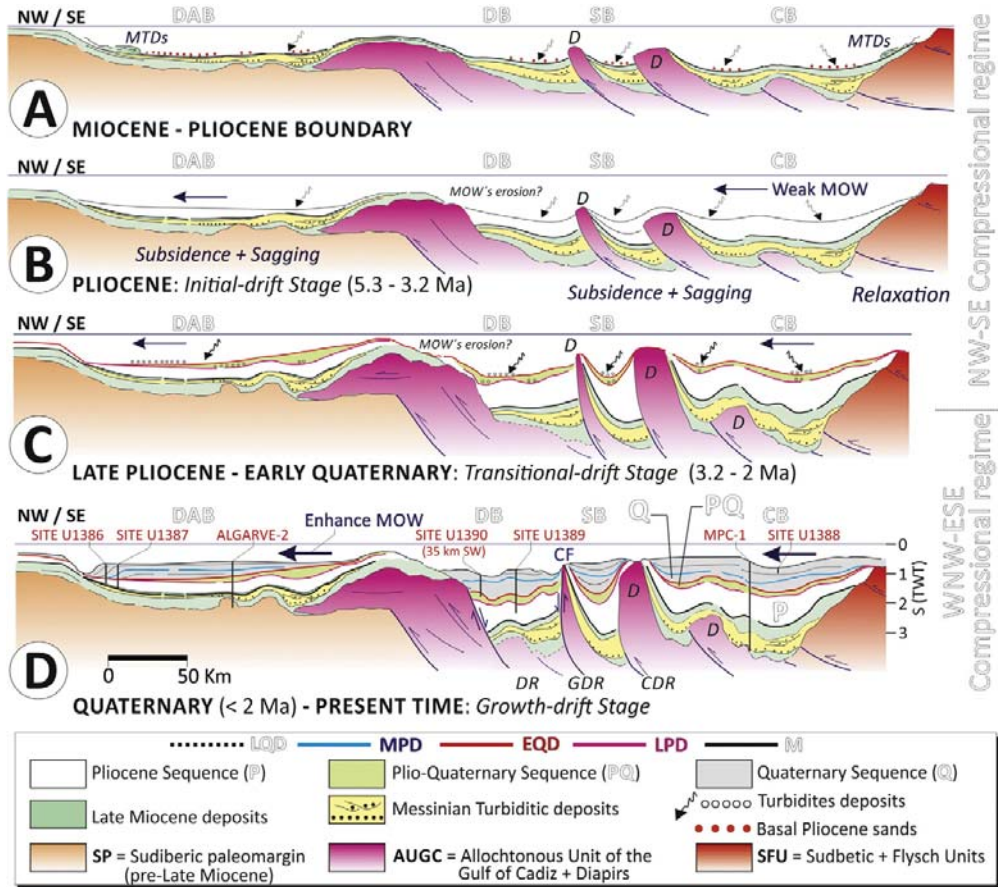 NW / SE DAB DB SB CB
MTDs D D MTDs
A
MIOCENE - PLIOCENE BOUNDARY
NW / SE DAB DB SB CB
MOW´s erosion? D D Weak MOW
B
Subsidence + Sagging Subsidence + Sagging Relaxation
PLIOCENE: Initial-drift Stage (5.3 - 3.2 Ma)
NW-SE Compressional regime
NW / SE DAB DB SB CB
MOW´s erosion? D D D
C
LATE PLIOCENE - EARLY QUATERNARY: Transitional-drift Stage (3.2 - 2 Ma)
WNW-ESE
Compressional regime
NW / SE DAB Enhance MOW DB SB Q PQ CB
SITE U1386 SITE U1387 ALGARVE-2 SITE U1390 (35 km SW) SITE U1389 CF MPC-1 SITE U1388
D D P
0
1
2
3
S (TWT)
D
0 50 Km
DR GDR CDR
QUATERNARY (< 2 Ma) - PRESENT TIME: Growth-drift Stage
LQD MPD EQD LPD M
Pliocene Sequence (P) Plio-Quaternary Sequence (PQ) Quaternary Sequence (Q)
Late Miocene deposits Messinian Turbiditic deposits Turbidites deposits
Basal Pliocene sands
SP = Sudiberic paleomargin AUGC = Allochtonous Unit of the SFU = Sudbetic + Flysch Units
(pre-Late Miocene) Gulf of Cadiz + Diapirs